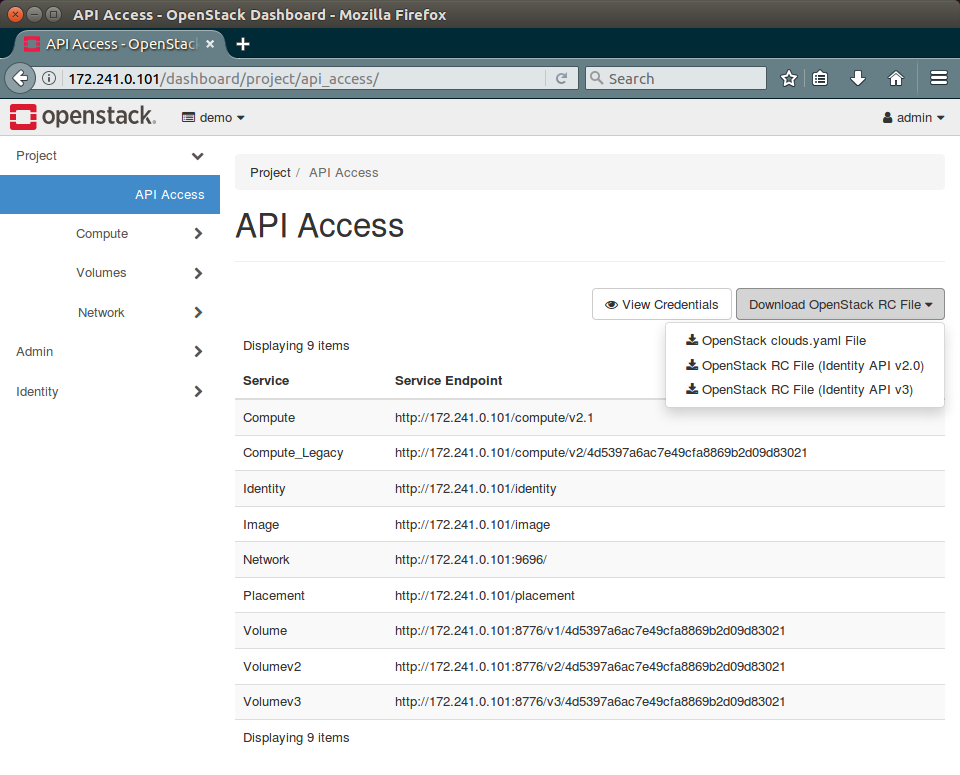 API Access - OpenStack Dashboard - Mozilla Firefox
API Access - OpenStac
172.241.0.101/dashboard/project/api_access/
Search
openstack.
demo
admin
Project
API Access
Compute
Volumes
Network
Admin
Identity
Project / API Access
API Access
View Credentials
Download OpenStack RC File
OpenStack clouds.yaml File
OpenStack RC File (Identity API v2.0)
OpenStack RC File (Identity API v3)
Displaying 9 items
Service Service Endpoint
Compute http://172.241.0.101/compute/v2.1
Compute_Legacy http://172.241.0.101/compute/v2/4d5397a6ac7e49cfa8869b2d09d83021
Identity http://172.241.0.101/identity
Image http://172.241.0.101/image
Network http://172.241.0.101:9696/
Placement http://172.241.0.101/placement
Volume http://172.241.0.101:8776/v1/4d5397a6ac7e49cfa8869b2d09d83021
Volumev2 http://172.241.0.101:8776/v2/4d5397a6ac7e49cfa8869b2d09d83021
Volumev3 http://172.241.0.101:8776/v3/4d5397a6ac7e49cfa8869b2d09d83021
Displaying 9 items